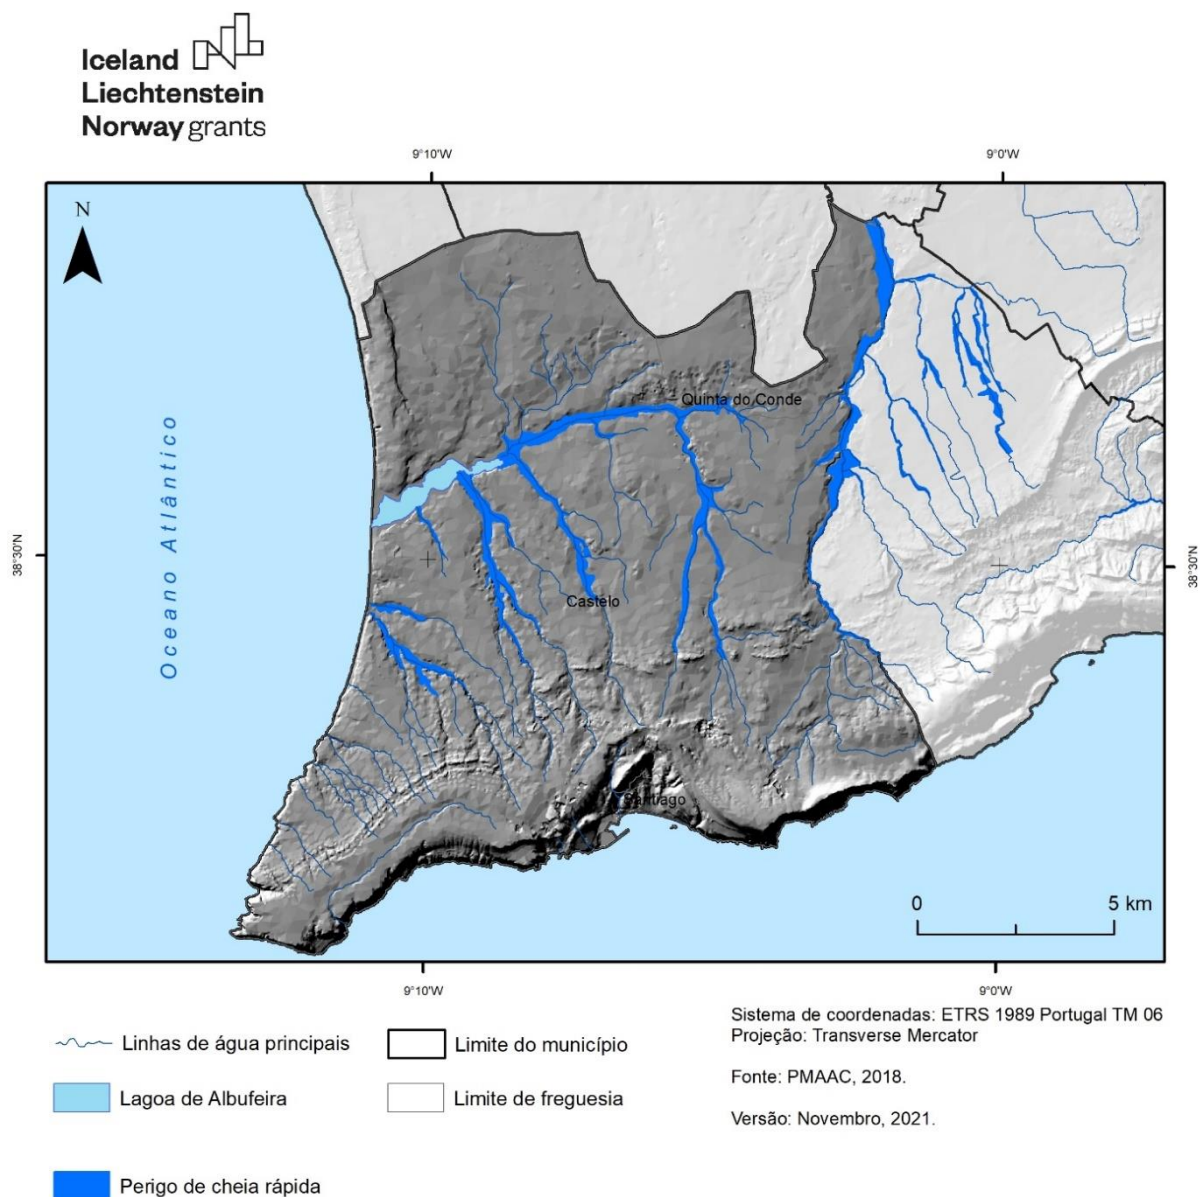 Iceland
Liechtenstein
Norway grants
9°10'W
9°0'W
N
Quinta do Conde
Oceano Atlântico
38°30'N
38°30'N
Castelo
Santiago
0
5 km
9°10'W
9°0'W
Linhas de água principais
Limite do município
Lagoa de Albufeira
Limite de freguesia
Perigo de cheia rápida
Sistema de coordenadas: ETRS 1989 Portugal TM 06
Projeção: Transverse Mercator
Fonte: PMAAC, 2018.
Versão: Novembro, 2021.